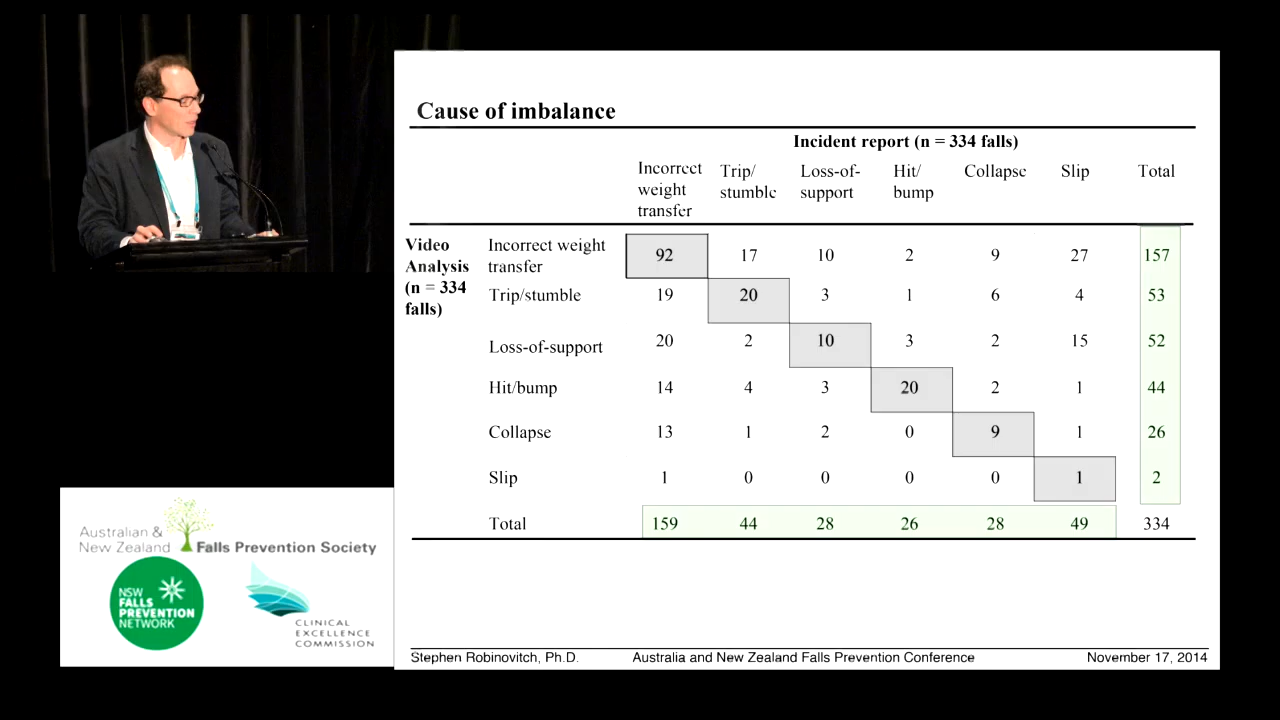 Cause of imbalance
Incident report (n = 334 falls)
Incorrect weight transfer Trip/ stumble Loss-of-support Hit/ bump Collapse Slip Total
Video Analysis (n = 334 falls)
Incorrect weight transfer 92 17 10 2 9 27 157
Trip/stumble 19 20 3 1 6 4 53
Loss-of-support 20 2 10 3 2 15 52
Hit/bump 14 4 3 20 2 1 44
Collapse 13 1 2 0 9 1 26
Slip 1 0 0 0 0 1 2
Total 159 44 28 26 28 49 334
Australian &
New Zealand Falls Prevention Society
NSW
FALLS
PREVENTION
NETWORK
CLINICAL
EXCELLENCE
COMMISSION
Stephen Robinovitch, Ph.D. Australia and New Zealand Falls Prevention Conference November 17, 2014